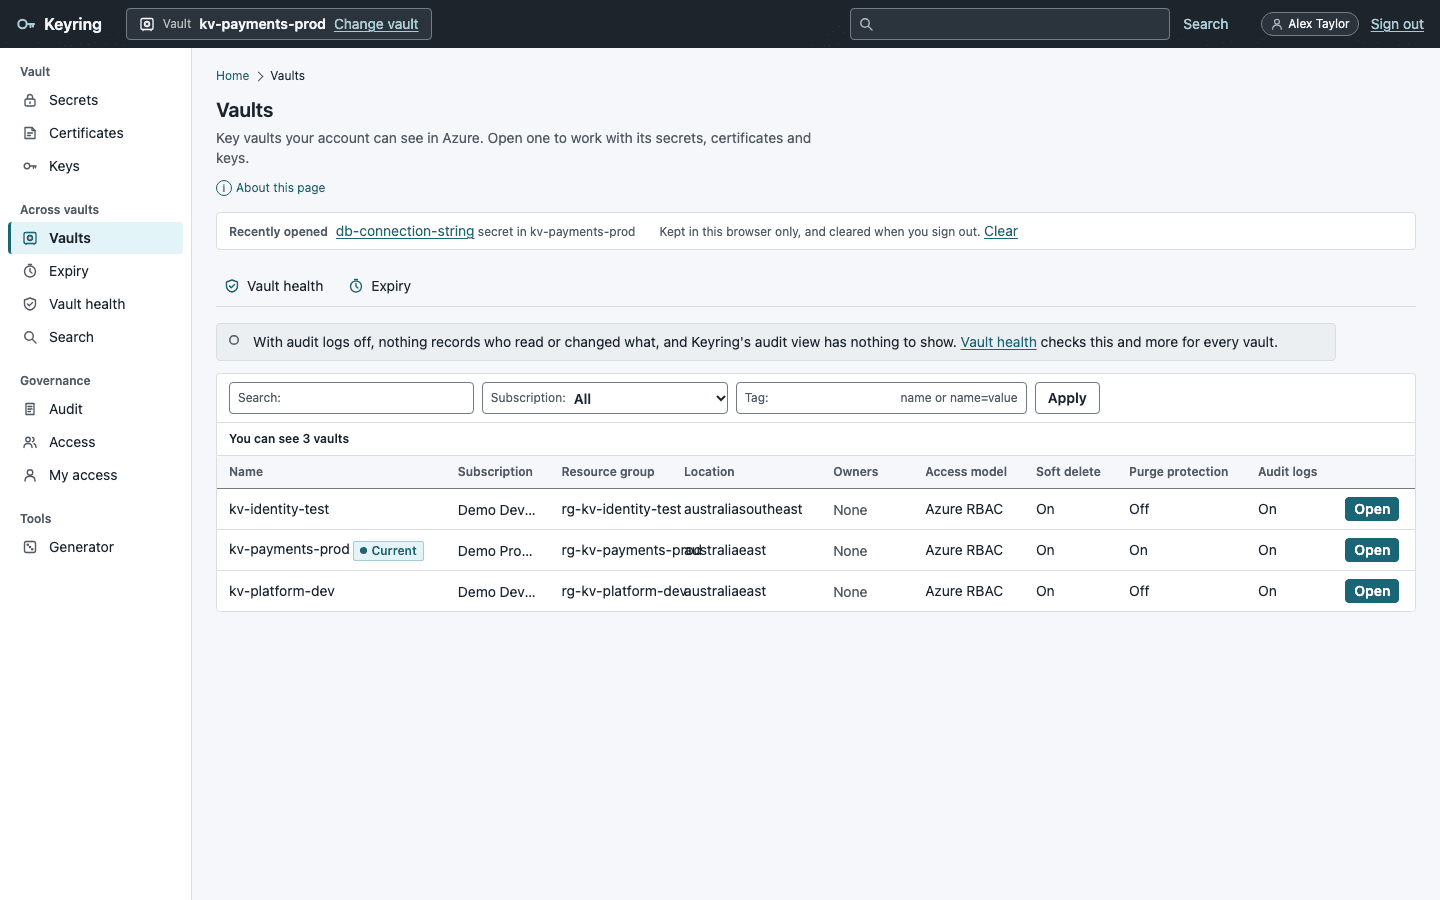 Keyring
Vault kv-payments-prod Change vault
Search
Alex Taylor
Sign out
Vault
Secrets
Certificates
Keys
Across vaults
Vaults
Expiry
Vault health
Search
Governance
Audit
Access
My access
Tools
Generator
Home > Vaults
Vaults
Key vaults your account can see in Azure. Open one to work with its secrets, certificates and
keys.
About this page
Recently opened db-connection-string secret in kv-payments-prod Kept in this browser only, and cleared when you sign out. Clear
Vault health Expiry
With audit logs off, nothing records who read or changed what, and Keyring's audit view has nothing to show. Vault health checks this and more for every vault.
Search: Subscription: All Tag: name or name=value Apply
You can see 3 vaults
Name Subscription Resource group Location Owners Access model Soft delete Purge protection Audit logs
kv-identity-test Demo Dev... rg-kv-identity-test australiasoutheast None Azure RBAC On Off On Open
kv-payments-prod Current Demo Pro... rg-kv-payments-prod australiaeast None Azure RBAC On On On Open
kv-platform-dev Demo Dev... rg-kv-platform-dev australiaeast None Azure RBAC On Off On Open